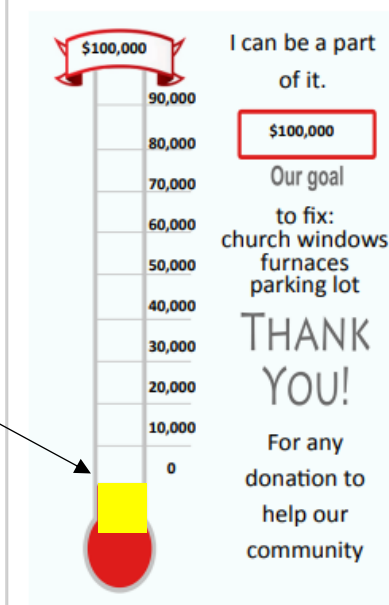 $100,000
90,000
80,000
70,000
60,000
50,000
40,000
30,000
20,000
10,000
0
I can be a part
of it.
$100,000
Our goal
to fix:
church windows
furnaces
parking lot
THANK
YOU!
For any
donation to
help our
community